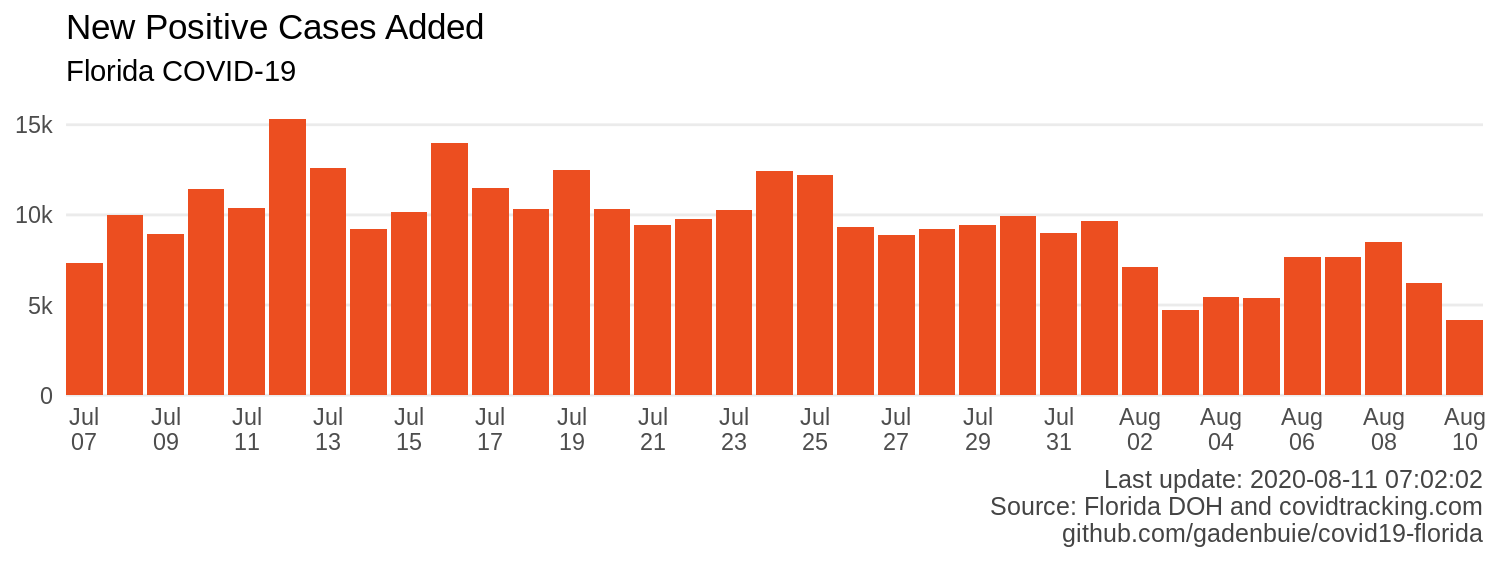 New Positive Cases Added
Florida COVID-19
15k
10k
5k
0
Jul Jul Jul Jul Jul Jul Jul Jul Jul Jul Jul Jul Jul Aug Aug Aug Aug Aug
07 09 11 13 15 17 19 21 23 25 27 29 31 02 04 06 08 10
Last update: 2020-08-11 07:02:02
Source: Florida DOH and covidtracking.com
github.com/gadenbuie/covid19-florida